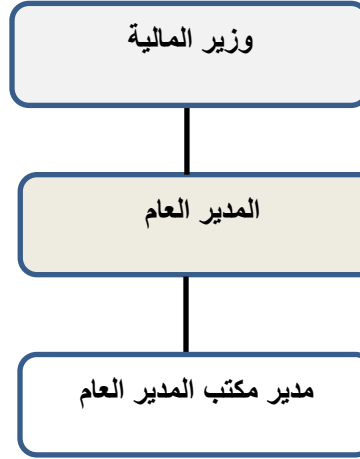 وزير المالية
المدير العام
مدير مكتب المدير العام